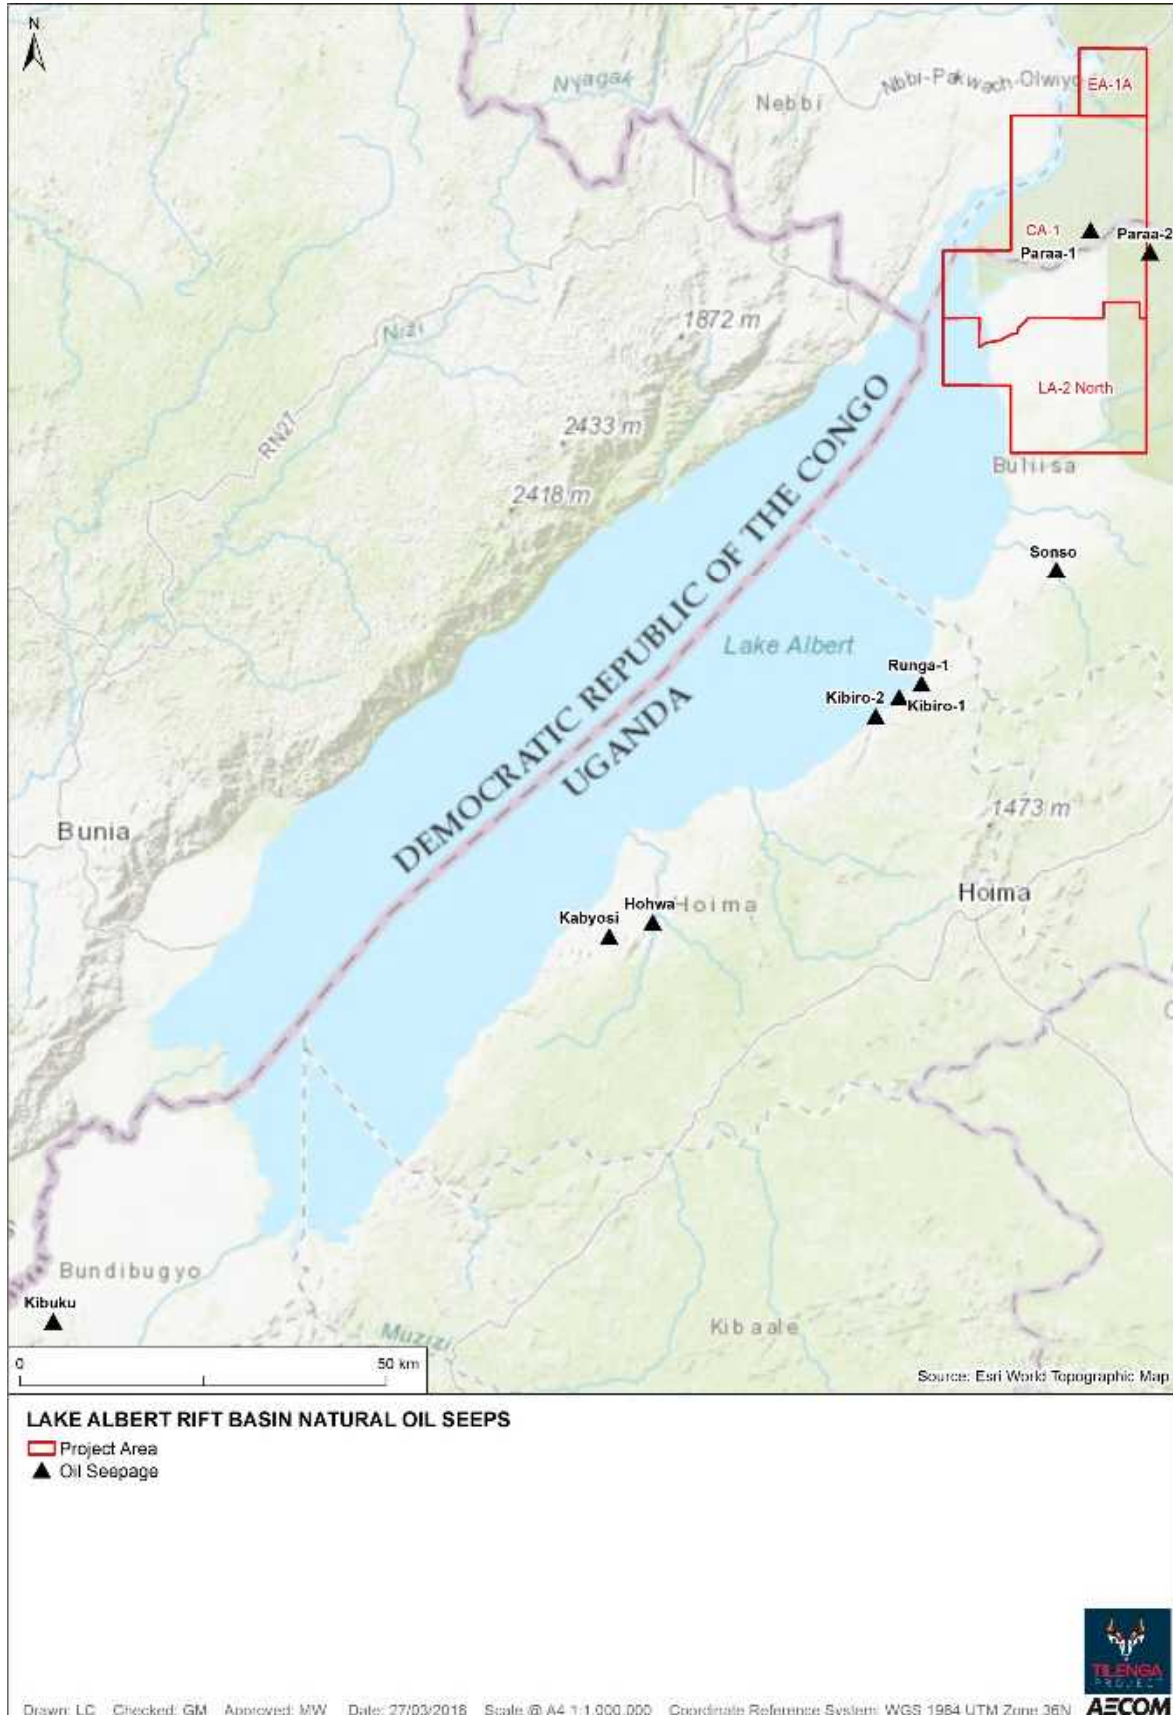 N
Nyagak
Nebbi
Nbbi-Pakwach-Olwiyo
EA-1A
CA-1
Paraa-1
Paraa-2
1872 m
Nizi
RN27
2433 m
2418 m
LA-2 North
Buliisa
Sonso
DEMOCRATIC REPUBLIC OF THE CONGO
UGANDA
Lake Albert
Runga-1
Kibiro-2
Kibiro-1
1473 m
Bunia
Hoima
Hohwa
Hoima
Kabyosi
Bundibugyo
Kibuku
Muzizi
Kibaale
0
50 km
Source: Esri World Topographic Map
LAKE ALBERT RIFT BASIN NATURAL OIL SEEPS
Project Area
Oil Seepage
TILENGA
PROJECT
Drawn: LC Checked: GM Approved: MW Date: 27/03/2018 Scale @ A4 1:1,000,000 Coordinate Reference System: WGS 1984 UTM Zone 36N
AECOM